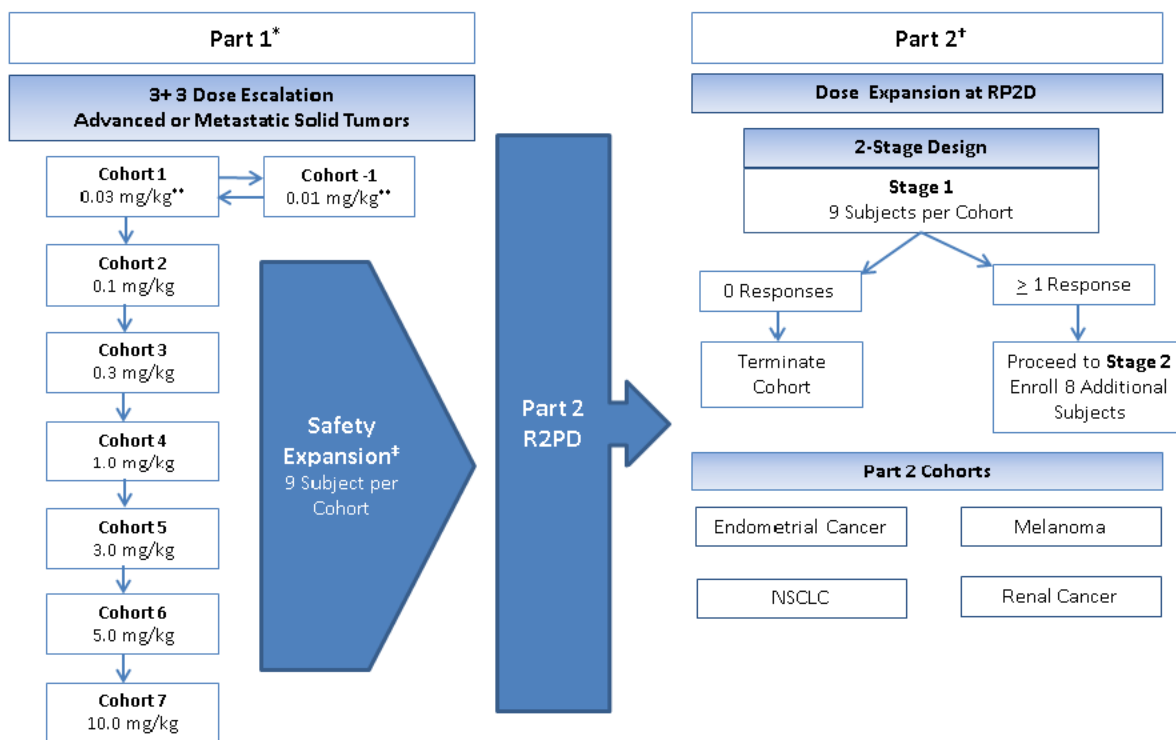 Part 1*
3+ 3 Dose Escalation
Advanced or Metastatic Solid Tumors
Cohort 1
0.03 mg/kg**
Cohort -1
0.01 mg/kg**
Cohort 2
0.1 mg/kg
Cohort 3
0.3 mg/kg
Cohort 4
1.0 mg/kg
Cohort 5
3.0 mg/kg
Cohort 6
5.0 mg/kg
Cohort 7
10.0 mg/kg
Safety
Expansion‡
9 Subject per
Cohort
Part 2
R2PD
Part 2†
Dose Expansion at RP2D
2-Stage Design
Stage 1
9 Subjects per Cohort
0 Responses
≥ 1 Response
Terminate
Cohort
Proceed to Stage 2
Enroll 8 Additional
Subjects
Part 2 Cohorts
Endometrial Cancer
Melanoma
NSCLC
Renal Cancer